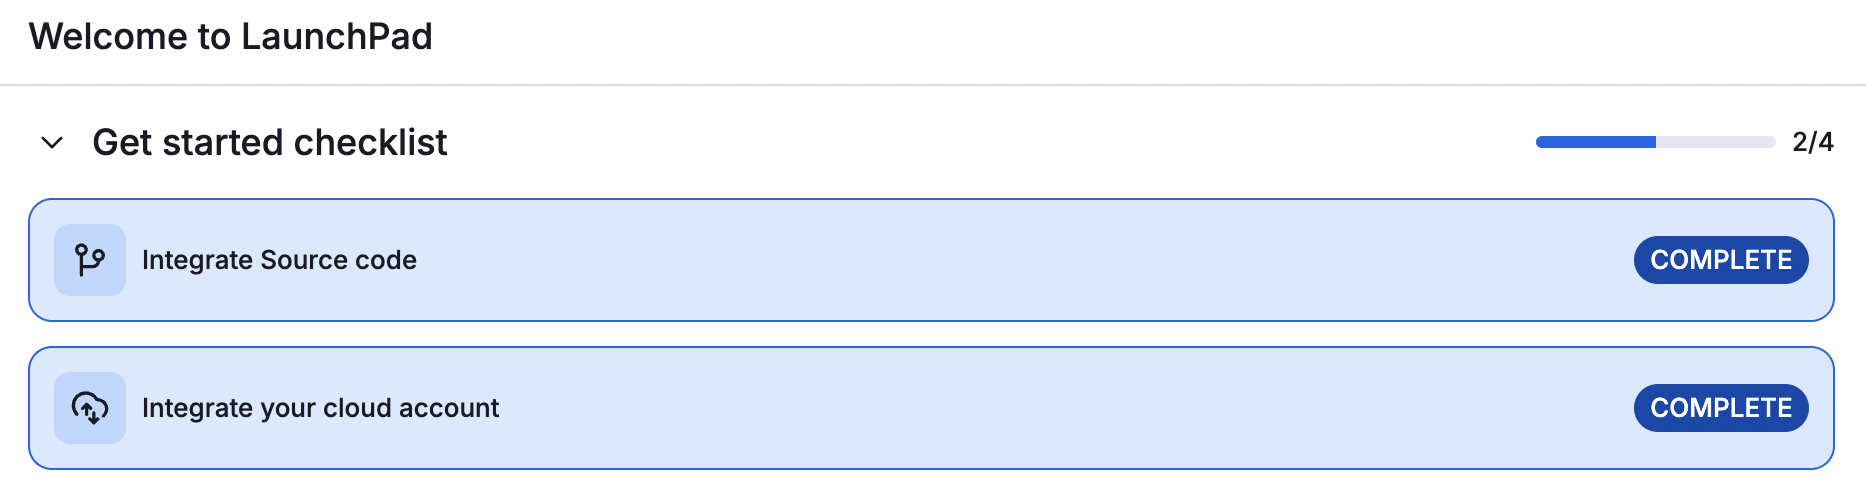 Welcome to LaunchPad
Get started checklist
2/4
Integrate Source code
COMPLETE
Integrate your cloud account
COMPLETE